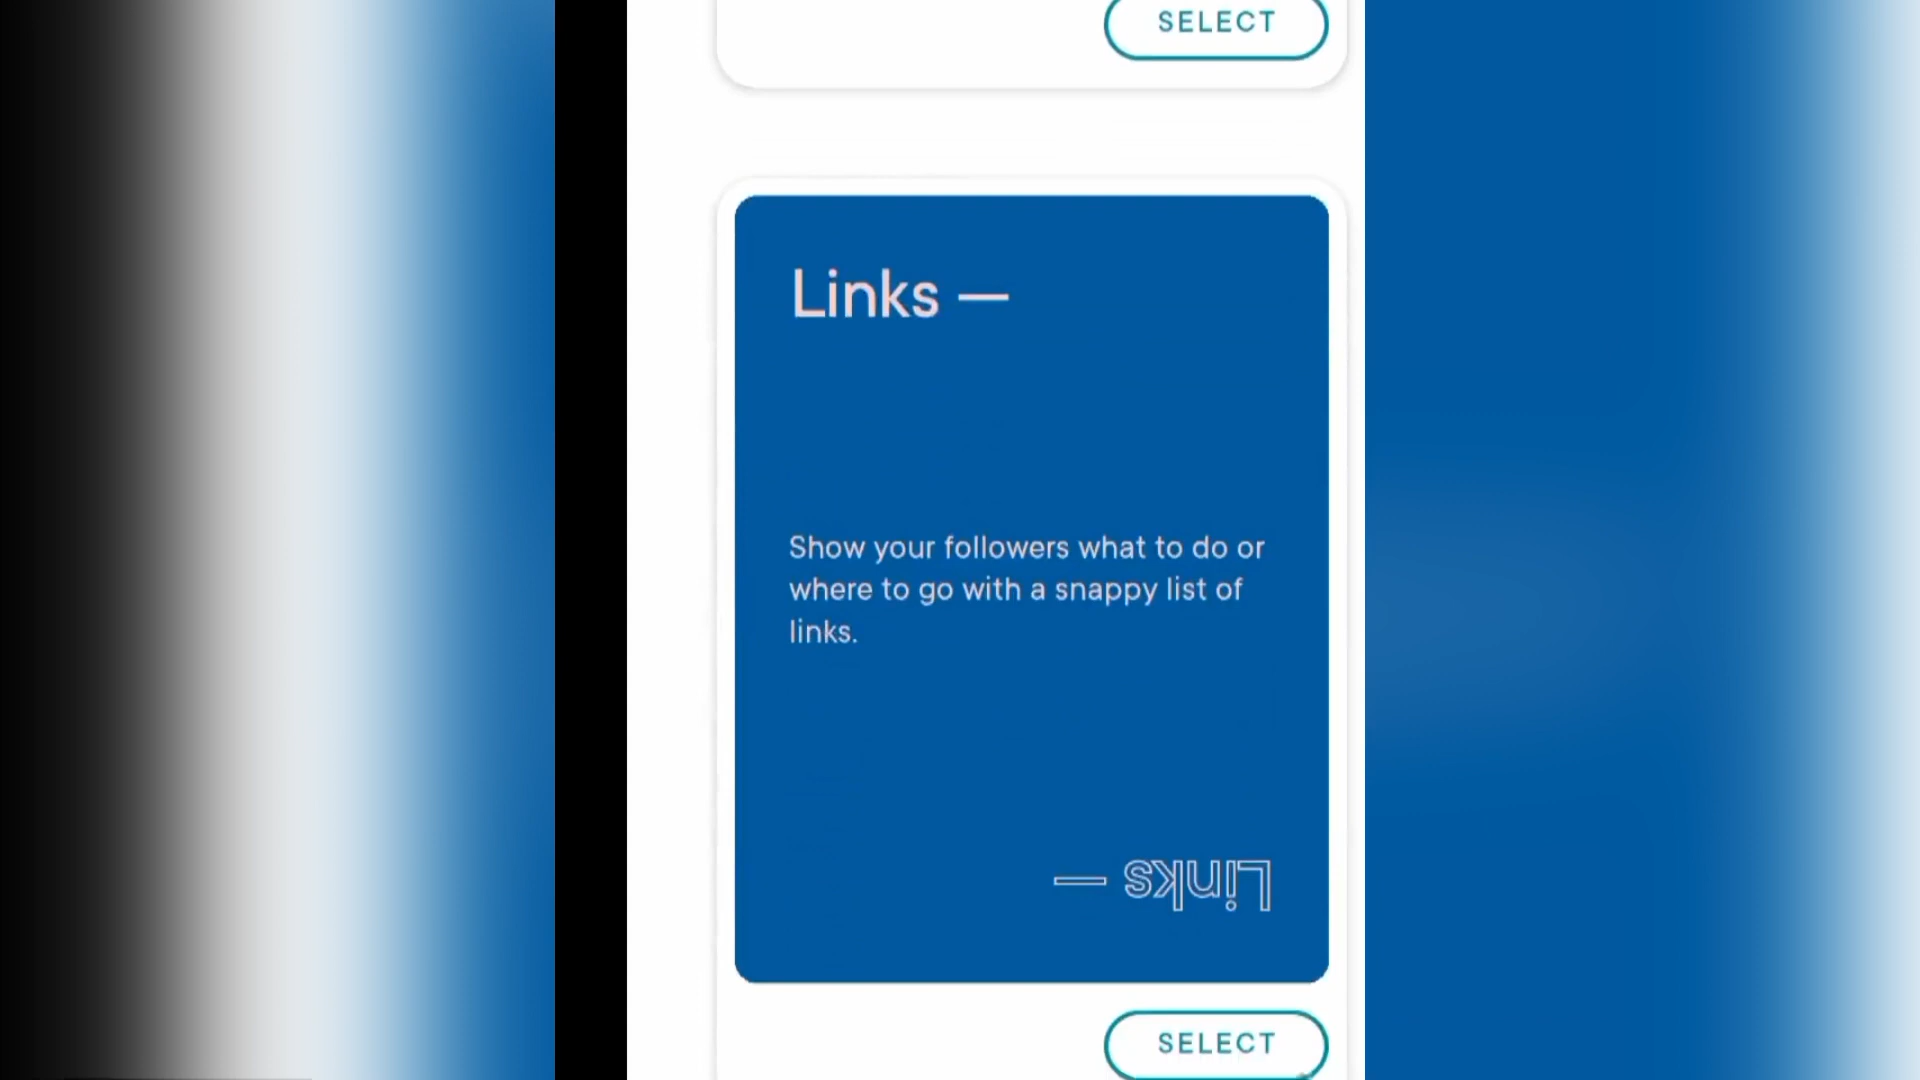 SELECT
Links —
Show your followers what to do or
where to go with a snappy list of
links.
Links —
SELECT